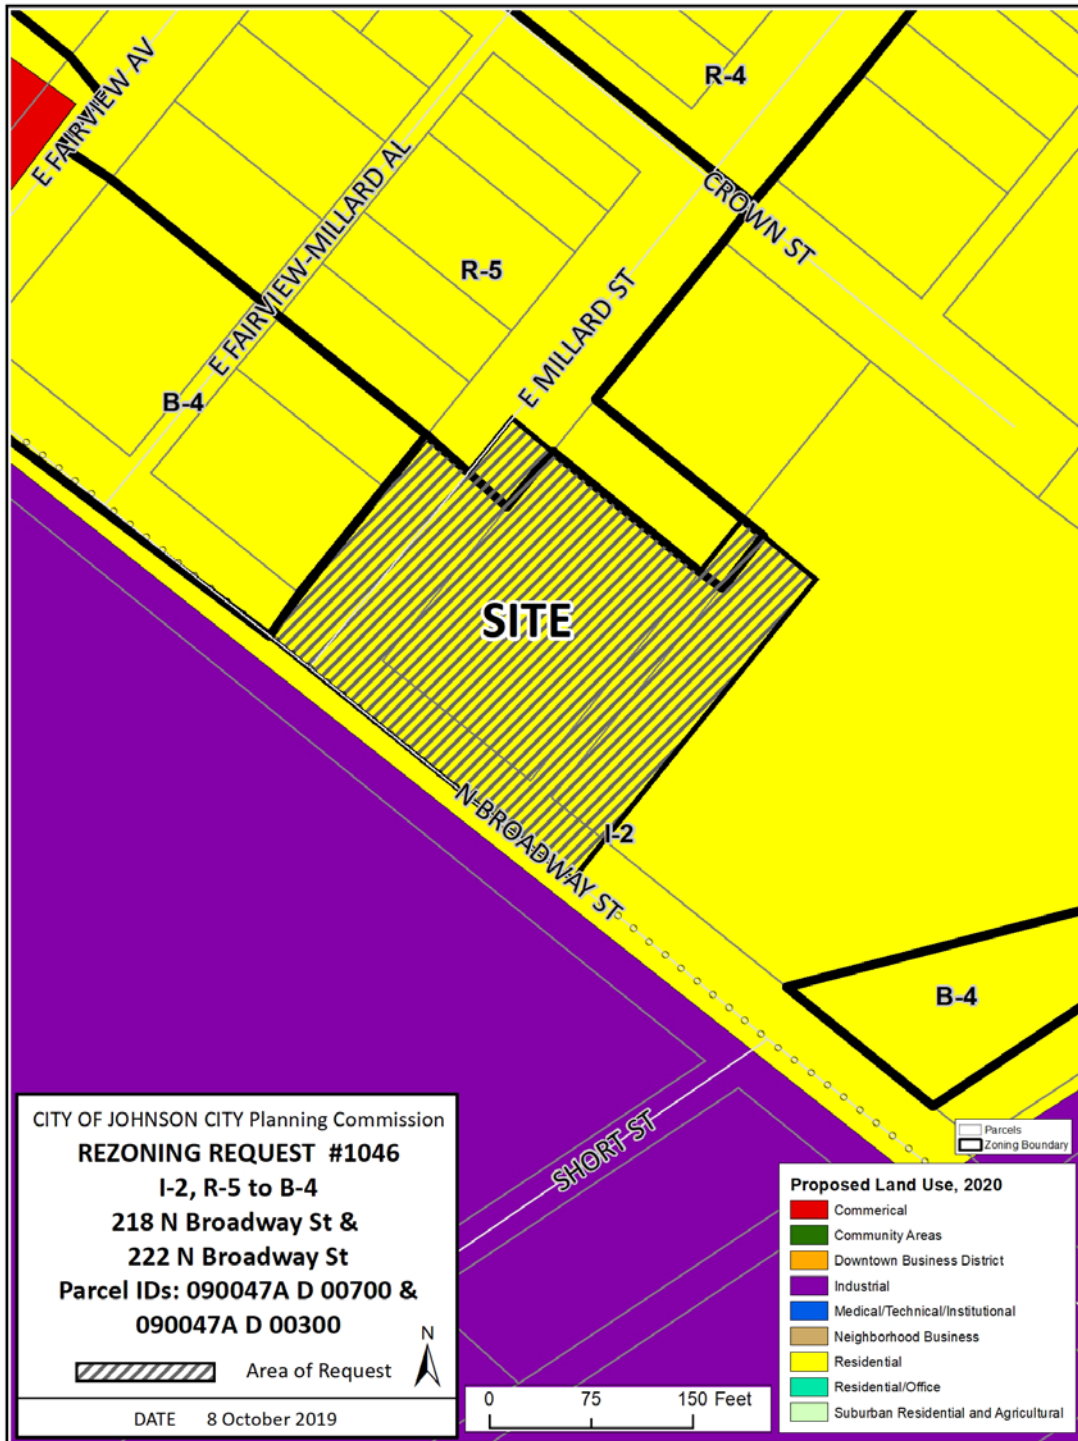 R-4
E FAIRVIEW AV
E FAIRVIEW-MILLARD AL
CROWN ST
R-5
E MILLARD ST
B-4
SITE
N BROADWAY ST
I-2
B-4
SHORT ST
CITY OF JOHNSON CITY Planning Commission
REZONING REQUEST #1046
I-2, R-5 to B-4
218 N Broadway St &
222 N Broadway St
Parcel IDs: 090047A D 00700 &
090047A D 00300
N
Area of Request
DATE 8 October 2019
0 75 150 Feet
Parcels
Zoning Boundary
Proposed Land Use, 2020
Commerical
Community Areas
Downtown Business District
Industrial
Medical/Technical/Institutional
Neighborhood Business
Residential
Residential/Office
Suburban Residential and Agricultural